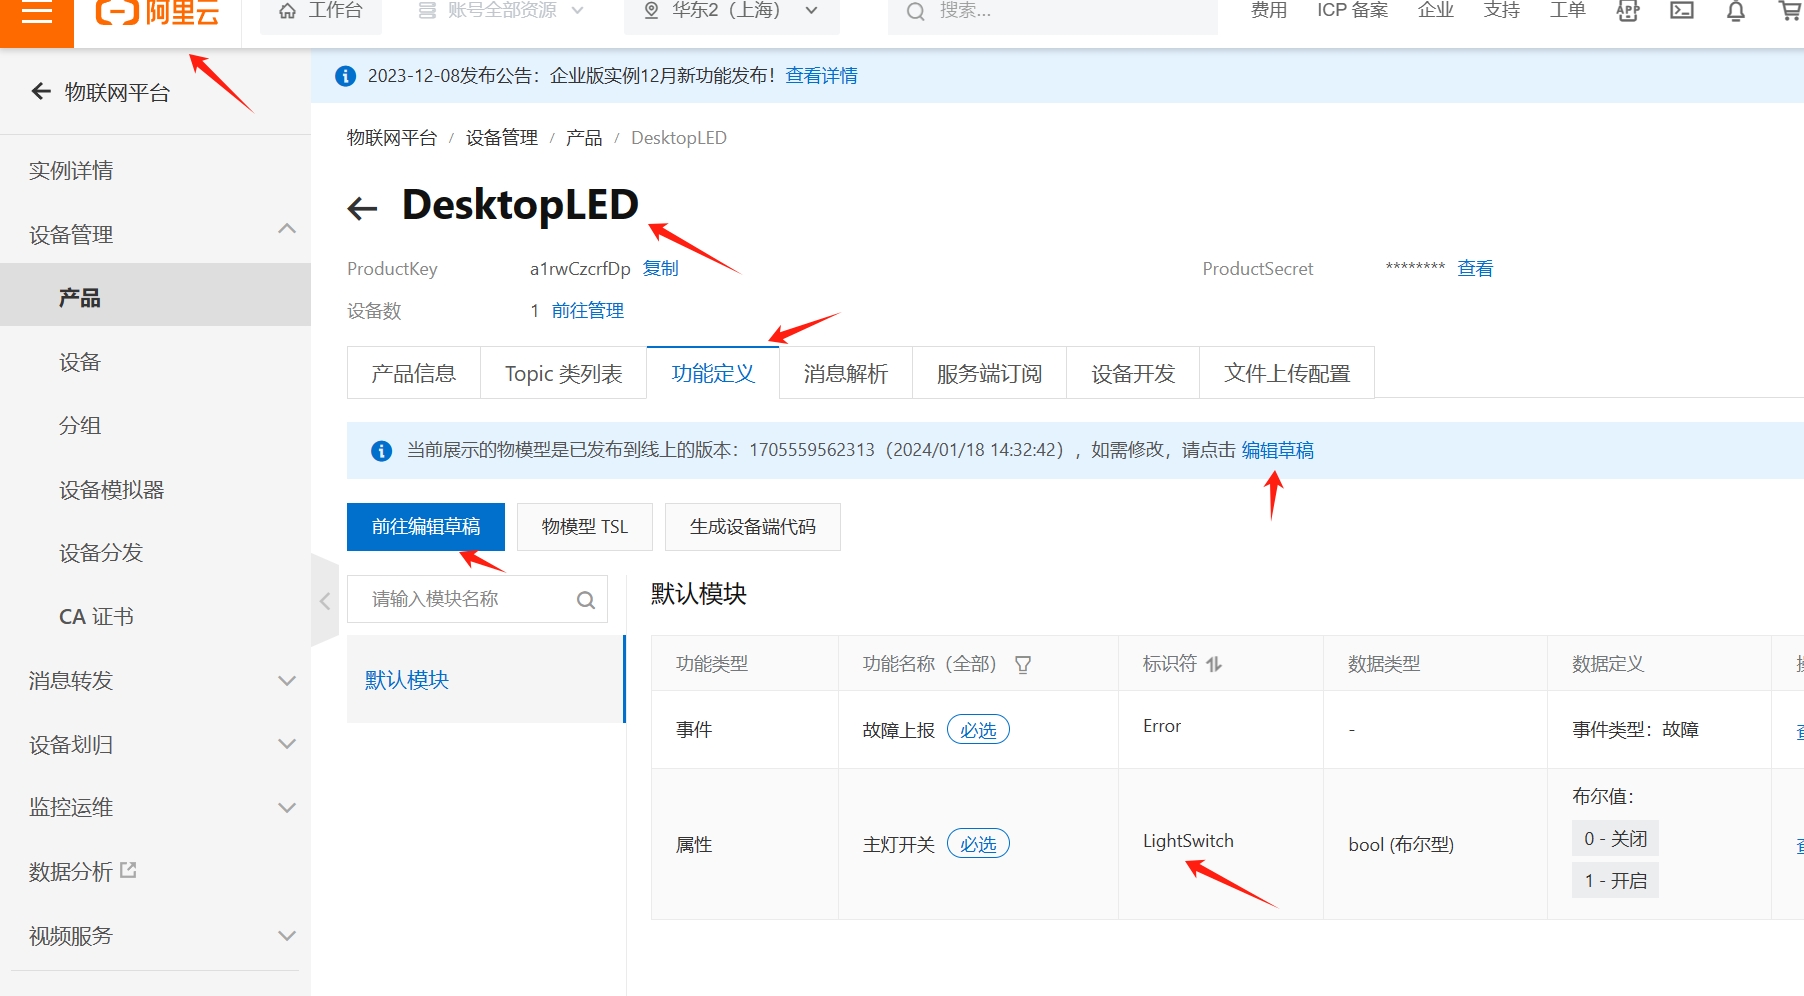 阿里云 工作台 账号全部资源 华东2（上海） 搜索... 费用 ICP 备案 企业 支持 工单 APP
物联网平台
实例详情
设备管理
产品
设备
分组
设备模拟器
设备分发
CA 证书
消息转发
设备划归
监控运维
数据分析
视频服务
2023-12-08发布公告：企业版实例12月新功能发布！查看详情
物联网平台 / 设备管理 / 产品 / DesktopLED
DesktopLED
ProductKey a1rwCzcrfDp 复制 ProductSecret ******** 查看
设备数 1 前往管理
产品信息 Topic 类列表 功能定义 消息解析 服务端订阅 设备开发 文件上传配置
当前展示的物模型是已发布到线上的版本：1705559562313（2024/01/18 14:32:42），如需修改，请点击 编辑草稿
前往编辑草稿 物模型 TSL 生成设备端代码
请输入模块名称
默认模块
默认模块
功能类型 功能名称（全部） 标识符 数据类型 数据定义
事件 故障上报 必选 Error - 事件类型：故障
属性 主灯开关 必选 LightSwitch bool (布尔型) 布尔值：
0 - 关闭
1 - 开启